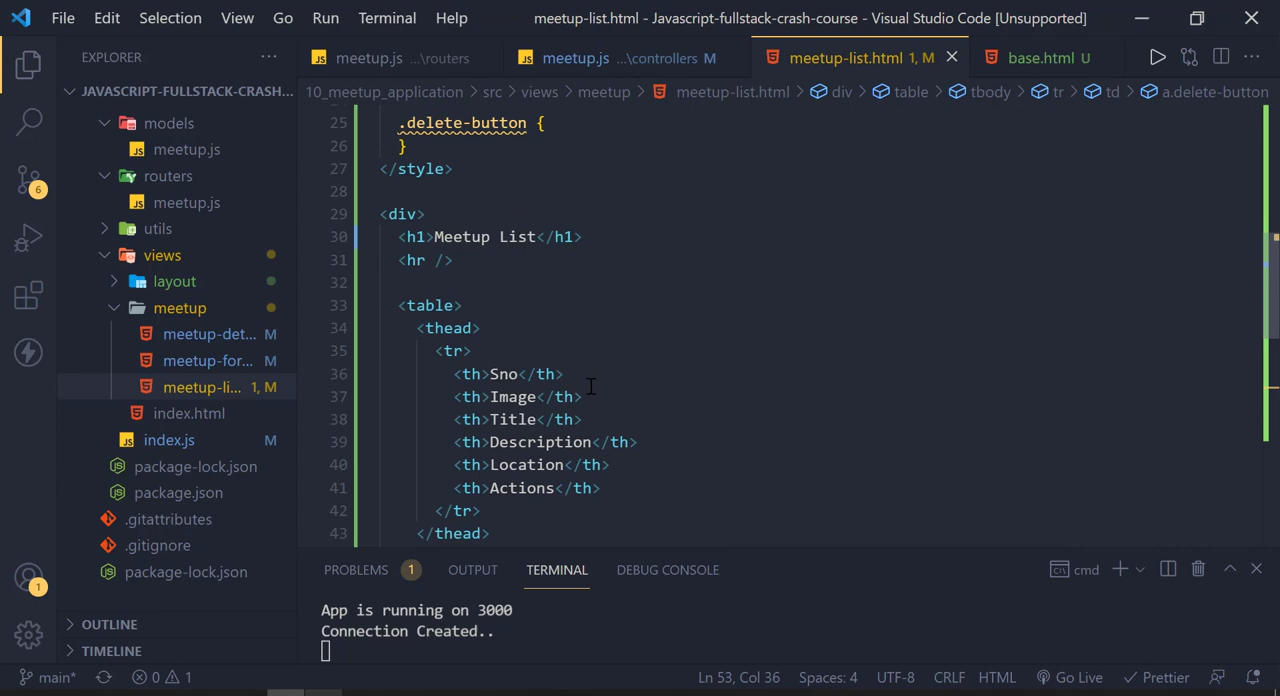 File Edit Selection View Go Run Terminal Help meetup-list.html - Javascript-fullstack-crash-course - Visual Studio Code [Unsupported]
EXPLORER ···
JS meetup.js ...\routers JS meetup.js ...\controllers M meetup-list.html 1, M base.html U ···
JAVASCRIPT-FULLSTACK-CRASH...
10_meetup_application > src > views > meetup > meetup-list.html > div > table > tbody > tr > td > a.delete-button
models
JS meetup.js
routers
JS meetup.js
utils
views
layout
meetup
meetup-det... M
meetup-for... M
meetup-li... 1, M
index.html
JS index.js M
package-lock.json
package.json
.gitattributes
.gitignore
package-lock.json
OUTLINE
TIMELINE
6
1
25 .delete-button {
26 }
27 </style>
28
29 <div>
30 <h1>Meetup List</h1>
31 <hr />
32
33 <table>
34 <thead>
35 <tr>
36 <th>Sno</th>
37 <th>Image</th>
38 <th>Title</th>
39 <th>Description</th>
40 <th>Location</th>
41 <th>Actions</th>
42 </tr>
43 </thead>
PROBLEMS 1 OUTPUT TERMINAL DEBUG CONSOLE cmd
App is running on 3000
Connection Created..
main* 0 1 Ln 53, Col 36 Spaces: 4 UTF-8 CRLF HTML Go Live Prettier